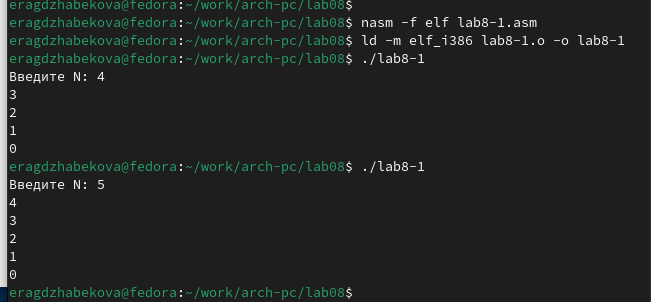 eragdzhabekova@fedora:~/work/arch-pc/lab08$
eragdzhabekova@fedora:~/work/arch-pc/lab08$ nasm -f elf lab8-1.asm
eragdzhabekova@fedora:~/work/arch-pc/lab08$ ld -m elf_i386 lab8-1.o -o lab8-1
eragdzhabekova@fedora:~/work/arch-pc/lab08$ ./lab8-1
Введите N: 4
3
2
1
0
eragdzhabekova@fedora:~/work/arch-pc/lab08$ ./lab8-1
Введите N: 5
4
3
2
1
0
eragdzhabekova@fedora:~/work/arch-pc/lab08$